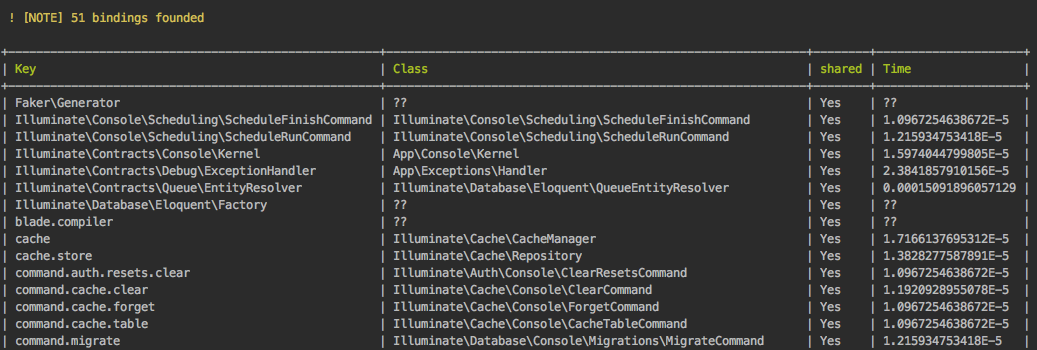 ! [NOTE] 51 bindings founded
Key Class shared Time
Faker\Generator ?? Yes ??
Illuminate\Console\Scheduling\ScheduleFinishCommand Illuminate\Console\Scheduling\ScheduleFinishCommand Yes 1.0967254638672E-5
Illuminate\Console\Scheduling\ScheduleRunCommand Illuminate\Console\Scheduling\ScheduleRunCommand Yes 1.215934753418E-5
Illuminate\Contracts\Console\Kernel App\Console\Kernel Yes 1.5974044799805E-5
Illuminate\Contracts\Debug\ExceptionHandler App\Exceptions\Handler Yes 2.3841857910156E-5
Illuminate\Contracts\Queue\EntityResolver Illuminate\Database\Eloquent\QueueEntityResolver Yes 0.00015091896057129
Illuminate\Database\Eloquent\Factory ?? Yes ??
blade.compiler ?? Yes ??
cache Illuminate\Cache\CacheManager Yes 1.7166137695312E-5
cache.store Illuminate\Cache\Repository Yes 1.3828277587891E-5
command.auth.resets.clear Illuminate\Auth\Console\ClearResetsCommand Yes 1.0967254638672E-5
command.cache.clear Illuminate\Cache\Console\ClearCommand Yes 1.1920928955078E-5
command.cache.forget Illuminate\Cache\Console\ForgetCommand Yes 1.0967254638672E-5
command.cache.table Illuminate\Cache\Console\CacheTableCommand Yes 1.0967254638672E-5
command.migrate Illuminate\Database\Console\Migrations\MigrateCommand Yes 1.215934753418E-5